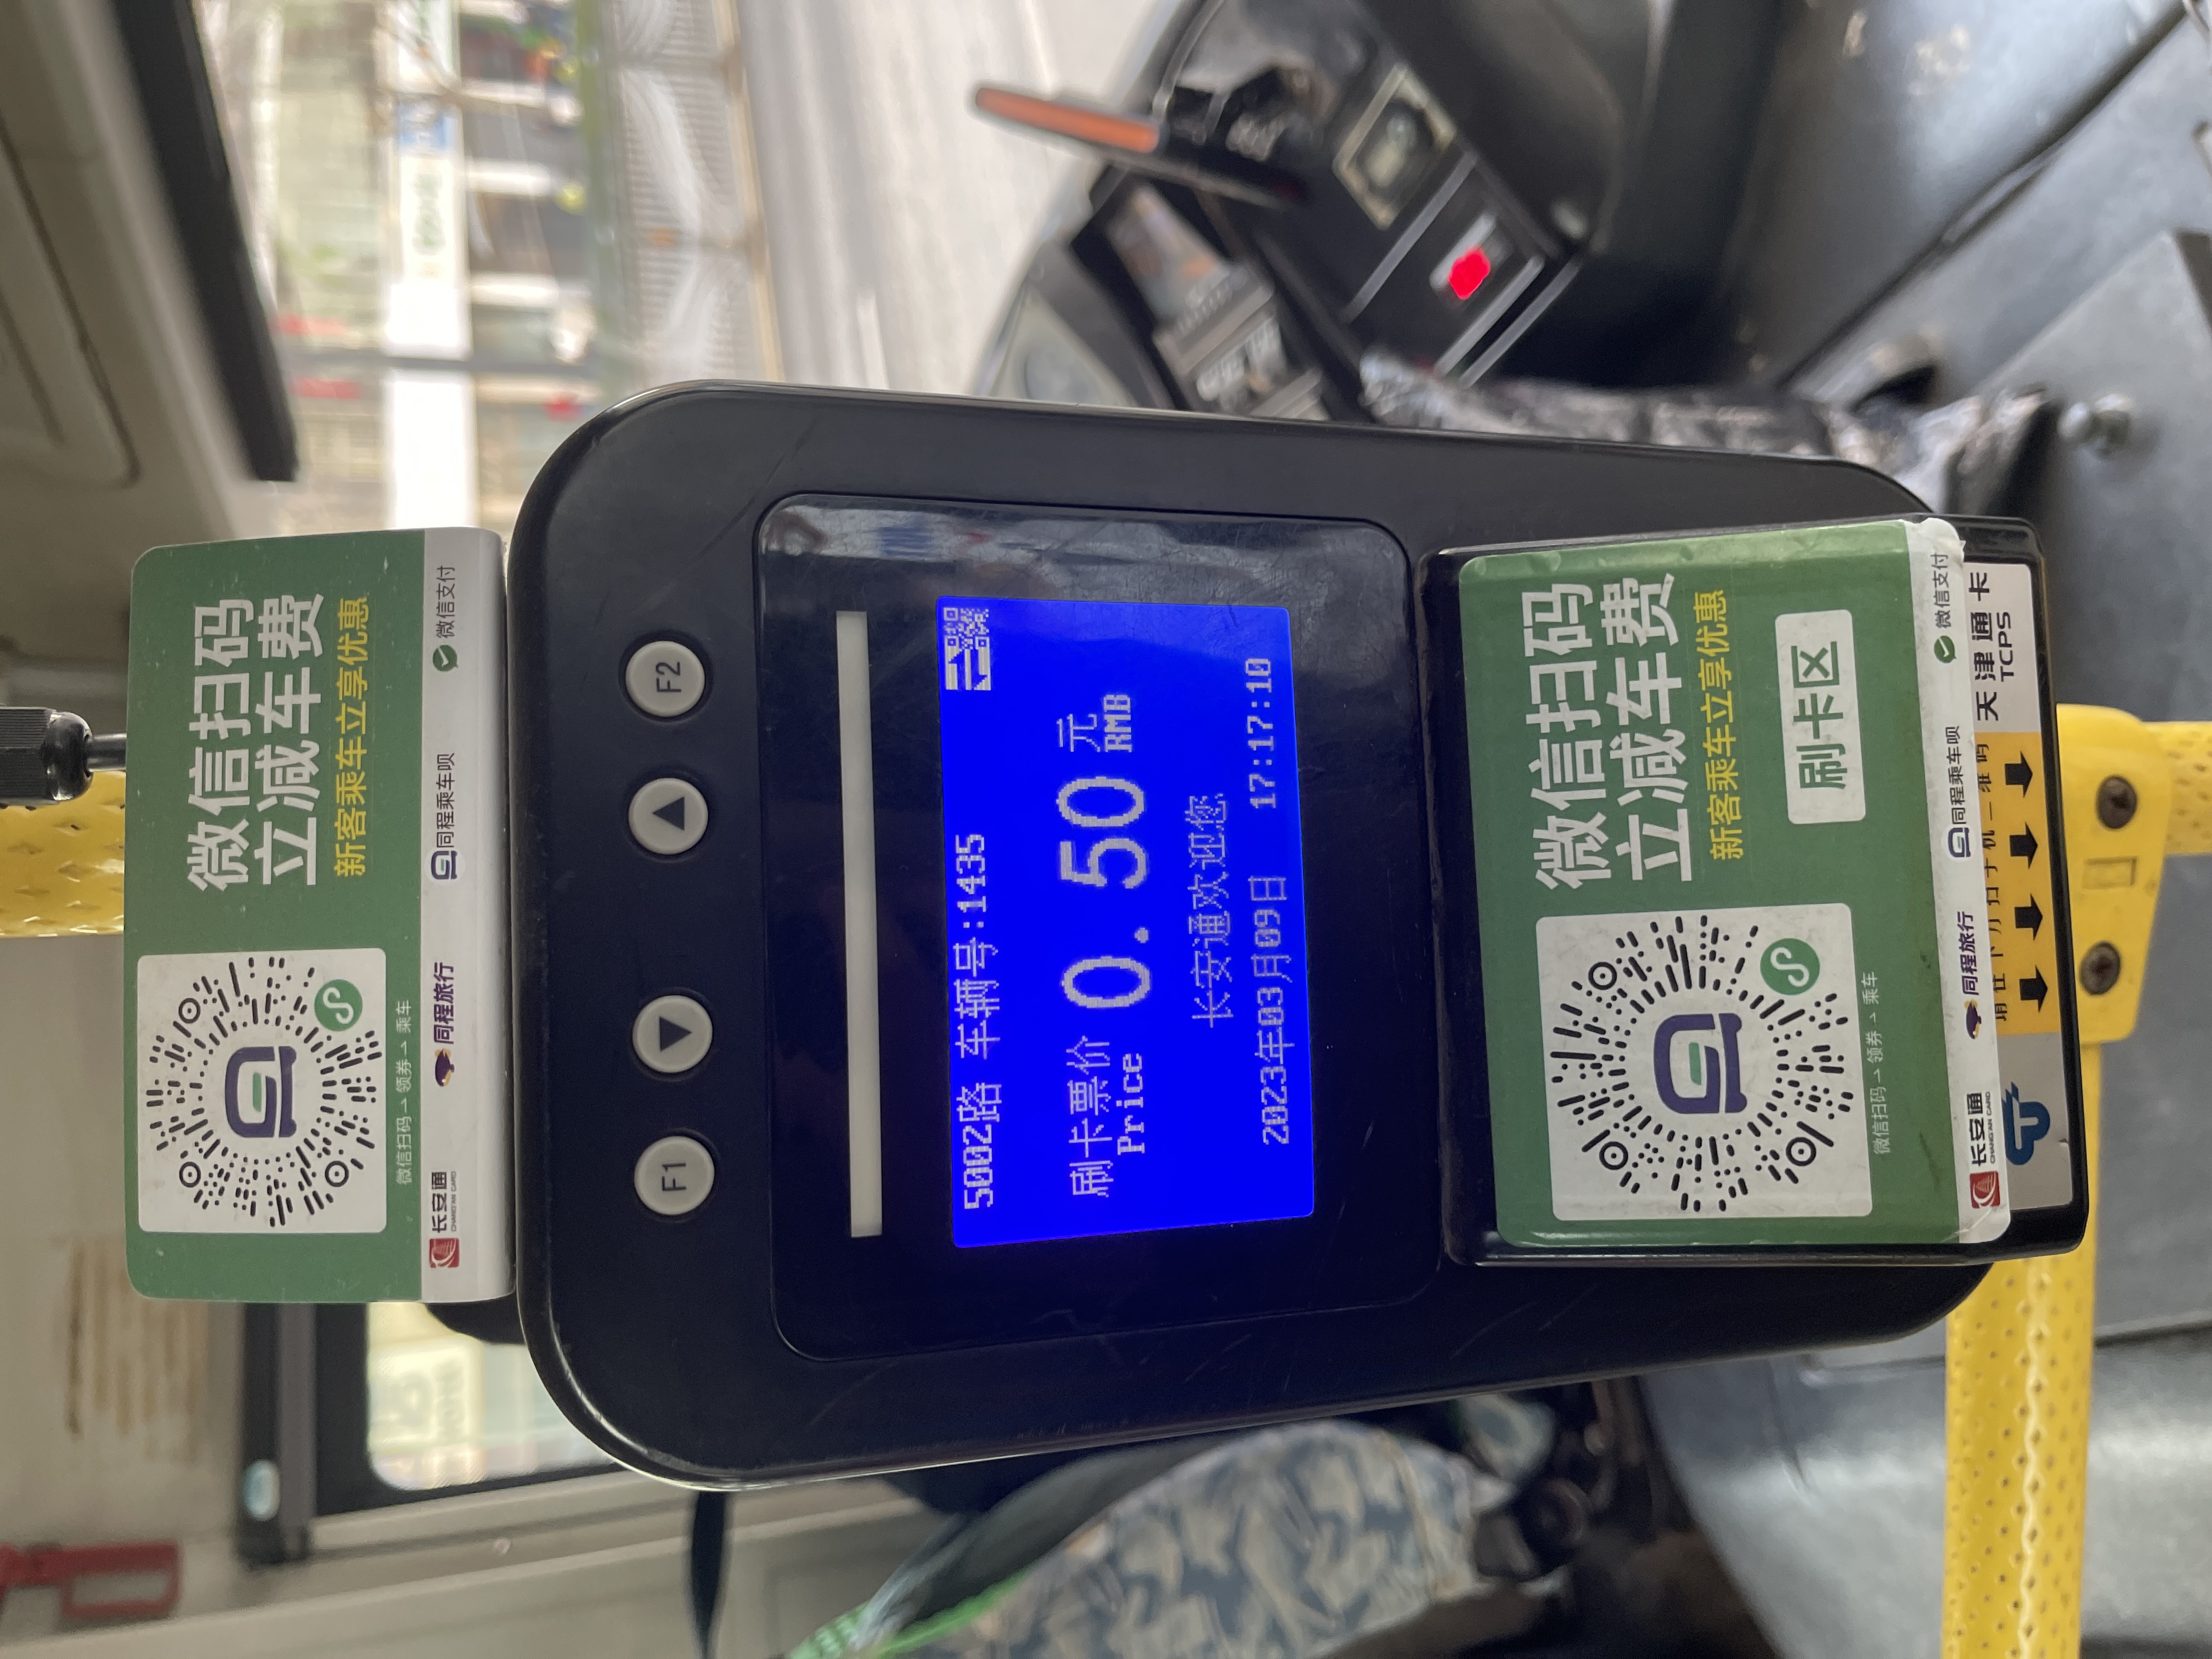 微信扫码
立减车费
新客乘车立享优惠
微信扫码→领券→乘车
长安通
CHANG'AN CARD
同程旅行
同程乘车呗
微信支付
F1
F2
5002路 车辆号:1435
刷卡票价 0.50 元
Price RMB
长安通欢迎您
2023年03月09日 17:17:10
微信扫码
立减车费
新客乘车立享优惠
刷卡区
微信扫码→领券→乘车
长安通
CHANG'AN CARD
同程旅行
同程乘车呗
微信支付
天津通卡
TCPS